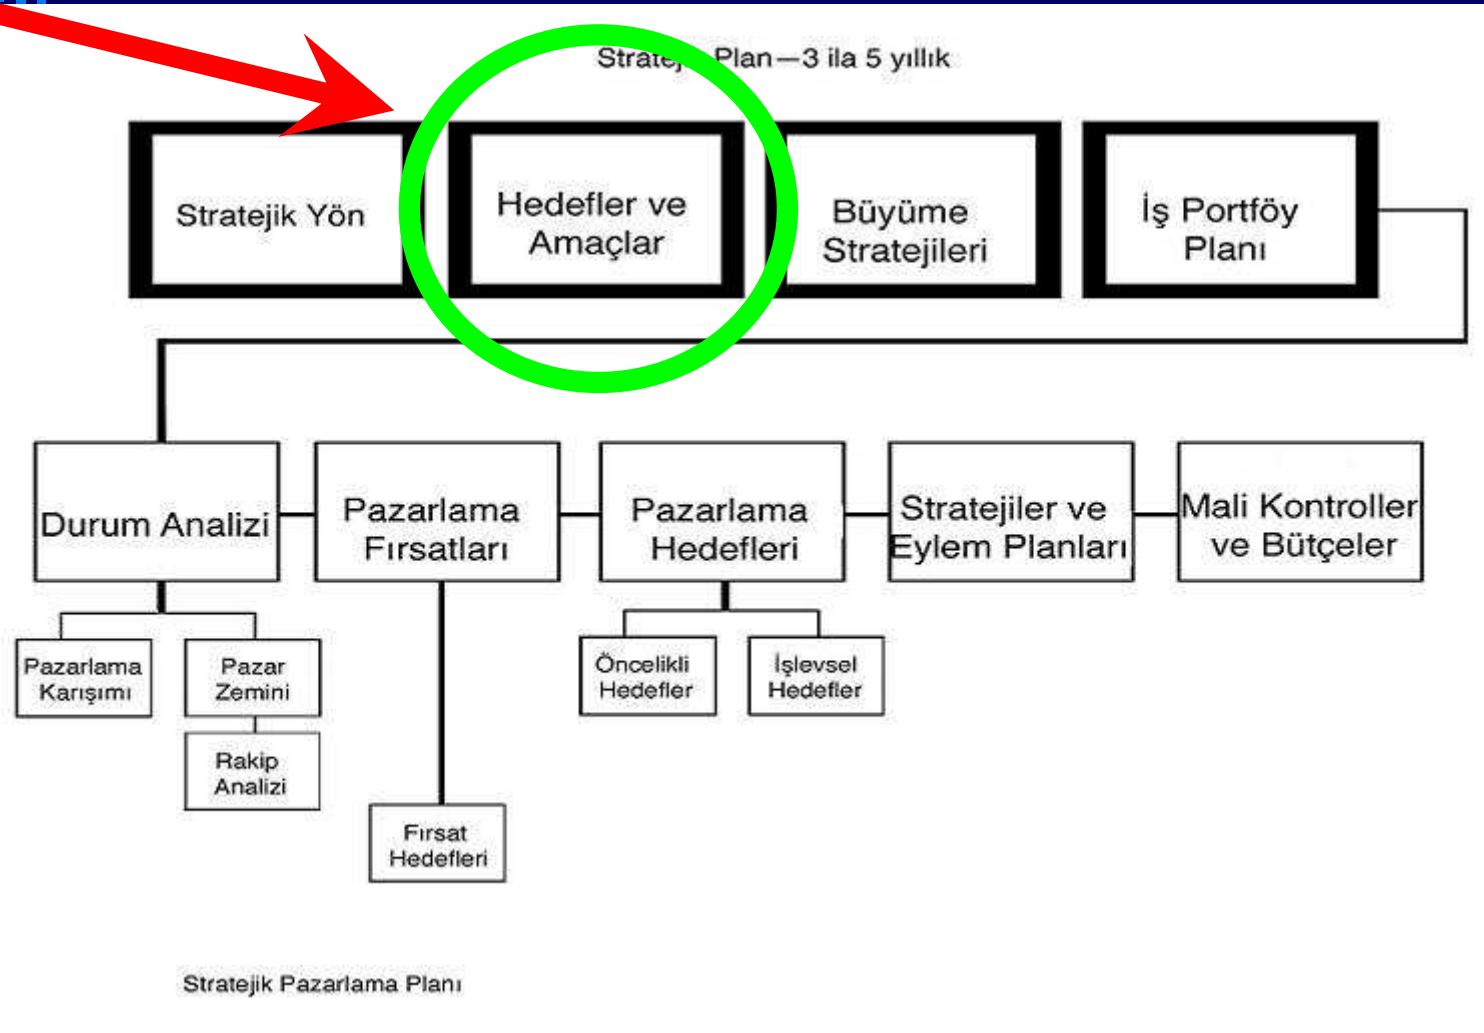 Stratej Plan—3 ila 5 yıllık
Stratejik Yön
Hedefler ve
Amaçlar
Büyüme
Stratejileri
İş Portföy
Planı
Durum Analizi
Pazarlama
Fırsatları
Pazarlama
Hedefleri
Stratejiler ve
Eylem Planları
Mali Kontroller
ve Bütçeler
Pazarlama
Karışımı
Pazar
Zemini
Rakip
Analizi
Fırsat
Hedefleri
Öncelikli
Hedefler
İşlevsel
Hedefler
Stratejik Pazarlama Planı